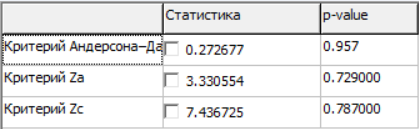 Статистика p-value
Критерий Андерсона–Да 0.272677 0.957
Критерий Za 3.330554 0.729000
Критерий Zc 7.436725 0.787000